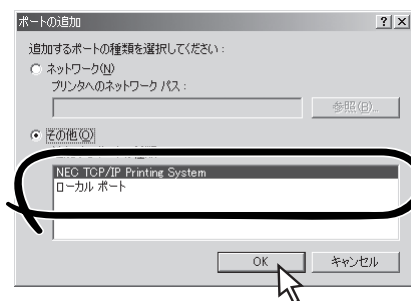 ポートの追加
追加するポートの種類を選択してください:
ネットワーク(N)
プリンタへのネットワーク パス:
参照(B)...
その他(O)
NEC TCP/IP Printing System
ローカル ポート
OK
キャンセル